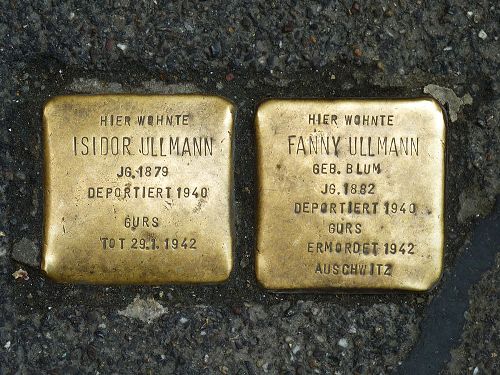 HIER WOHNTE
ISIDOR ULLMANN
JG. 1879
DEPORTIERT 1940
GURS
TOT 29.1. 1942
HIER WOHNTE
FANNY ULLMANN
GEB. BLUM
JG. 1882
DEPORTIERT 1940
GURS
ERMORDET 1942
AUSCHWITZ